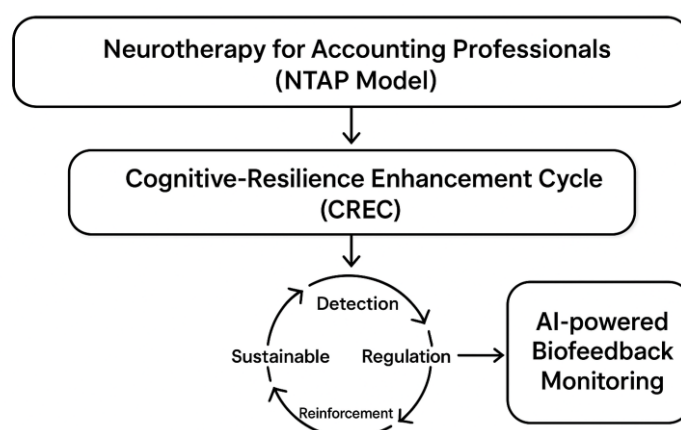 Neurotherapy for Accounting Professionals
(NTAP Model)
Cognitive-Resilience Enhancement Cycle
(CREC)
Detection
Sustainable
Regulation
Reinforcement
AI-powered
Biofeedback
Monitoring